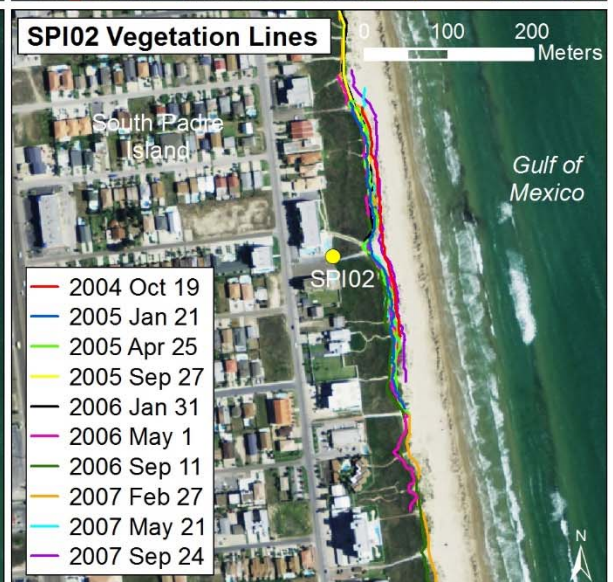 SPI02 Vegetation Lines
0 100 200
Meters
South Padre
Island
Gulf of
Mexico
SPI02
2004 Oct 19
2005 Jan 21
2005 Apr 25
2005 Sep 27
2006 Jan 31
2006 May 1
2006 Sep 11
2007 Feb 27
2007 May 21
2007 Sep 24
N